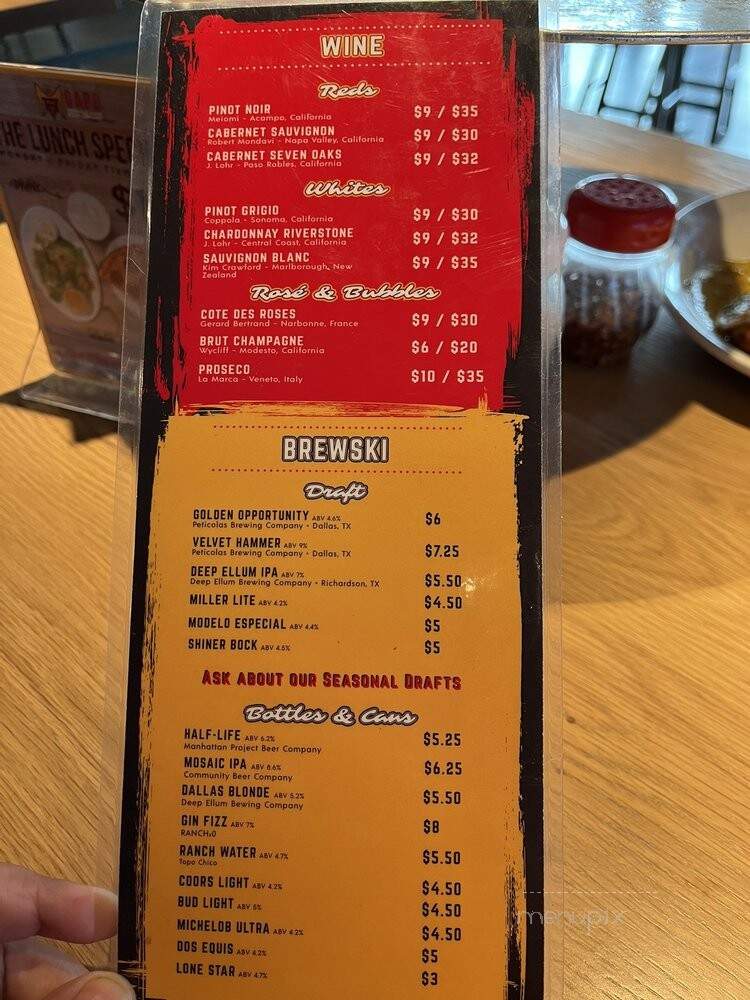 WINE
Reds
PINOT NOIR $9 / $35
Meiomi - Acampo, California
CABERNET SAUVIGNON $9 / $30
Robert Mondavi - Napa Valley, California
CABERNET SEVEN OAKS $9 / $32
J. Lohr - Paso Robles, California
Whites
PINOT GRIGIO $9 / $30
Coppola - Sonoma, California
CHARDONNAY RIVERSTONE $9 / $32
J. Lohr - Central Coast, California
SAUVIGNON BLANC $9 / $35
Kim Crawford - Marlborough, New
Zealand
Rosé & Bubbles
COTE DES ROSES $9 / $30
Gerard Bertrand - Narbonne, France
BRUT CHAMPAGNE $6 / $20
Wycliff - Modesto, California
PROSECO $10 / $35
La Marca - Veneto, Italy
BREWSKI
Draft
GOLDEN OPPORTUNITY ABV 4.6% $6
Peticolas Brewing Company - Dallas, TX
VELVET HAMMER ABV 9% $7.25
Peticolas Brewing Company - Dallas, TX
DEEP ELLUM IPA ABV 7% $5.50
Deep Ellum Brewing Company - Richardson, TX
MILLER LITE ABV 4.2% $4.50
MODELO ESPECIAL ABV 4.4% $5
SHINER BOCK ABV 4.5% $5
ASK ABOUT OUR SEASONAL DRAFTS
Bottles & Cans
HALF-LIFE ABV 6.2% $5.25
Manhattan Project Beer Company
MOSAIC IPA ABV 8.6% $6.25
Community Beer Company
DALLAS BLONDE ABV 5.2% $5.50
Deep Ellum Bewing Company
GIN FIZZ ABV 7% $8
RANCH
RANCH WATER ABV 4.7% $5.50
Topo Chico
COORS LIGHT ABV 4.2% $4.50
BUD LIGHT ABV 5% $4.50
MICHELOB ULTRA ABV 4.2% $4.50
DOS EQUIS ABV 4.2% $5
LONE STAR ABV 4.7% $3
THE LUNCH SPE
menupix